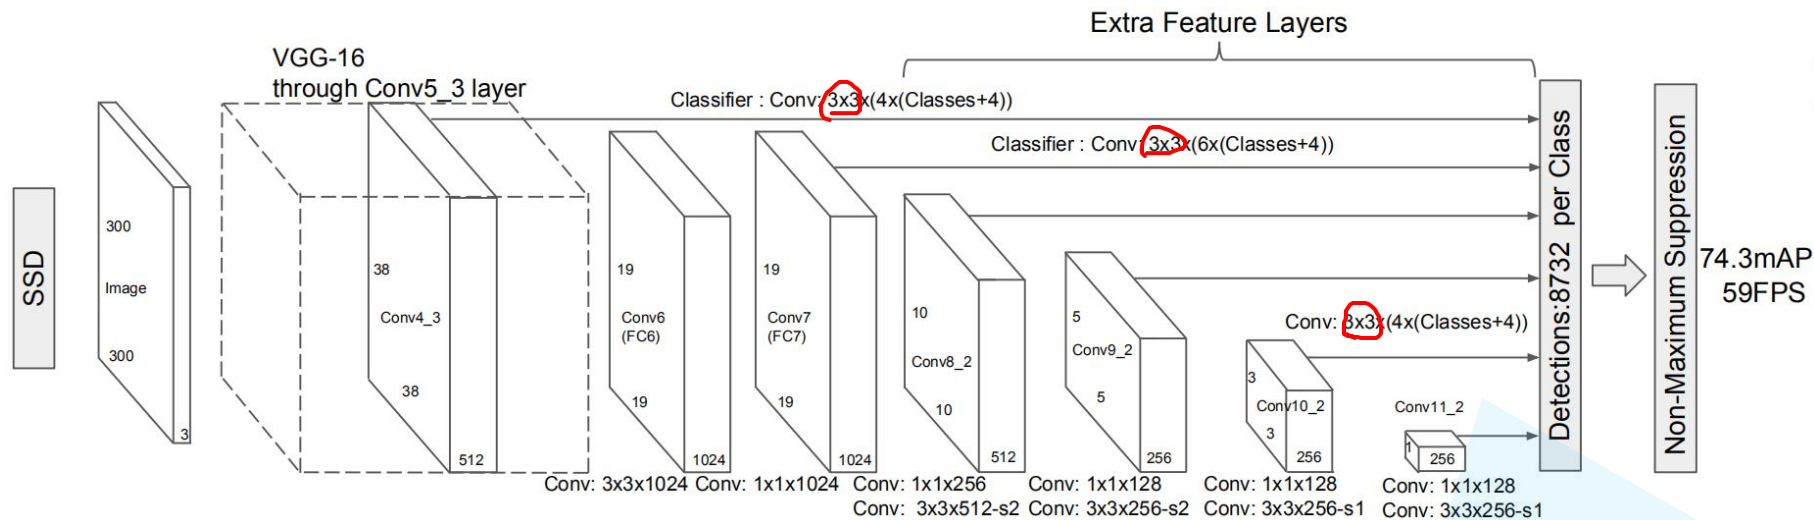 Extra Feature Layers
VGG-16
through Conv5_3 layer
Classifier : Conv: 3x3x(4x(Classes+4))
Classifier : Conv: 3x3x(6x(Classes+4))
SSD
300
Image
300
3
38
Conv4_3
38
512
19
Conv6
(FC6)
19
1024
19
Conv7
(FC7)
19
1024
10
Conv8_2
10
512
5
Conv9_2
5
256
Conv: 3x3x(4x(Classes+4))
3
Conv10_2
3
256
Conv11_2
1
256
Detections:8732 per Class
Non-Maximum Suppression
74.3mAP
59FPS
Conv: 3x3x1024
Conv: 1x1x1024
Conv: 1x1x256
Conv: 3x3x512-s2
Conv: 1x1x128
Conv: 3x3x256-s2
Conv: 1x1x128
Conv: 3x3x256-s1
Conv: 1x1x128
Conv: 3x3x256-s1